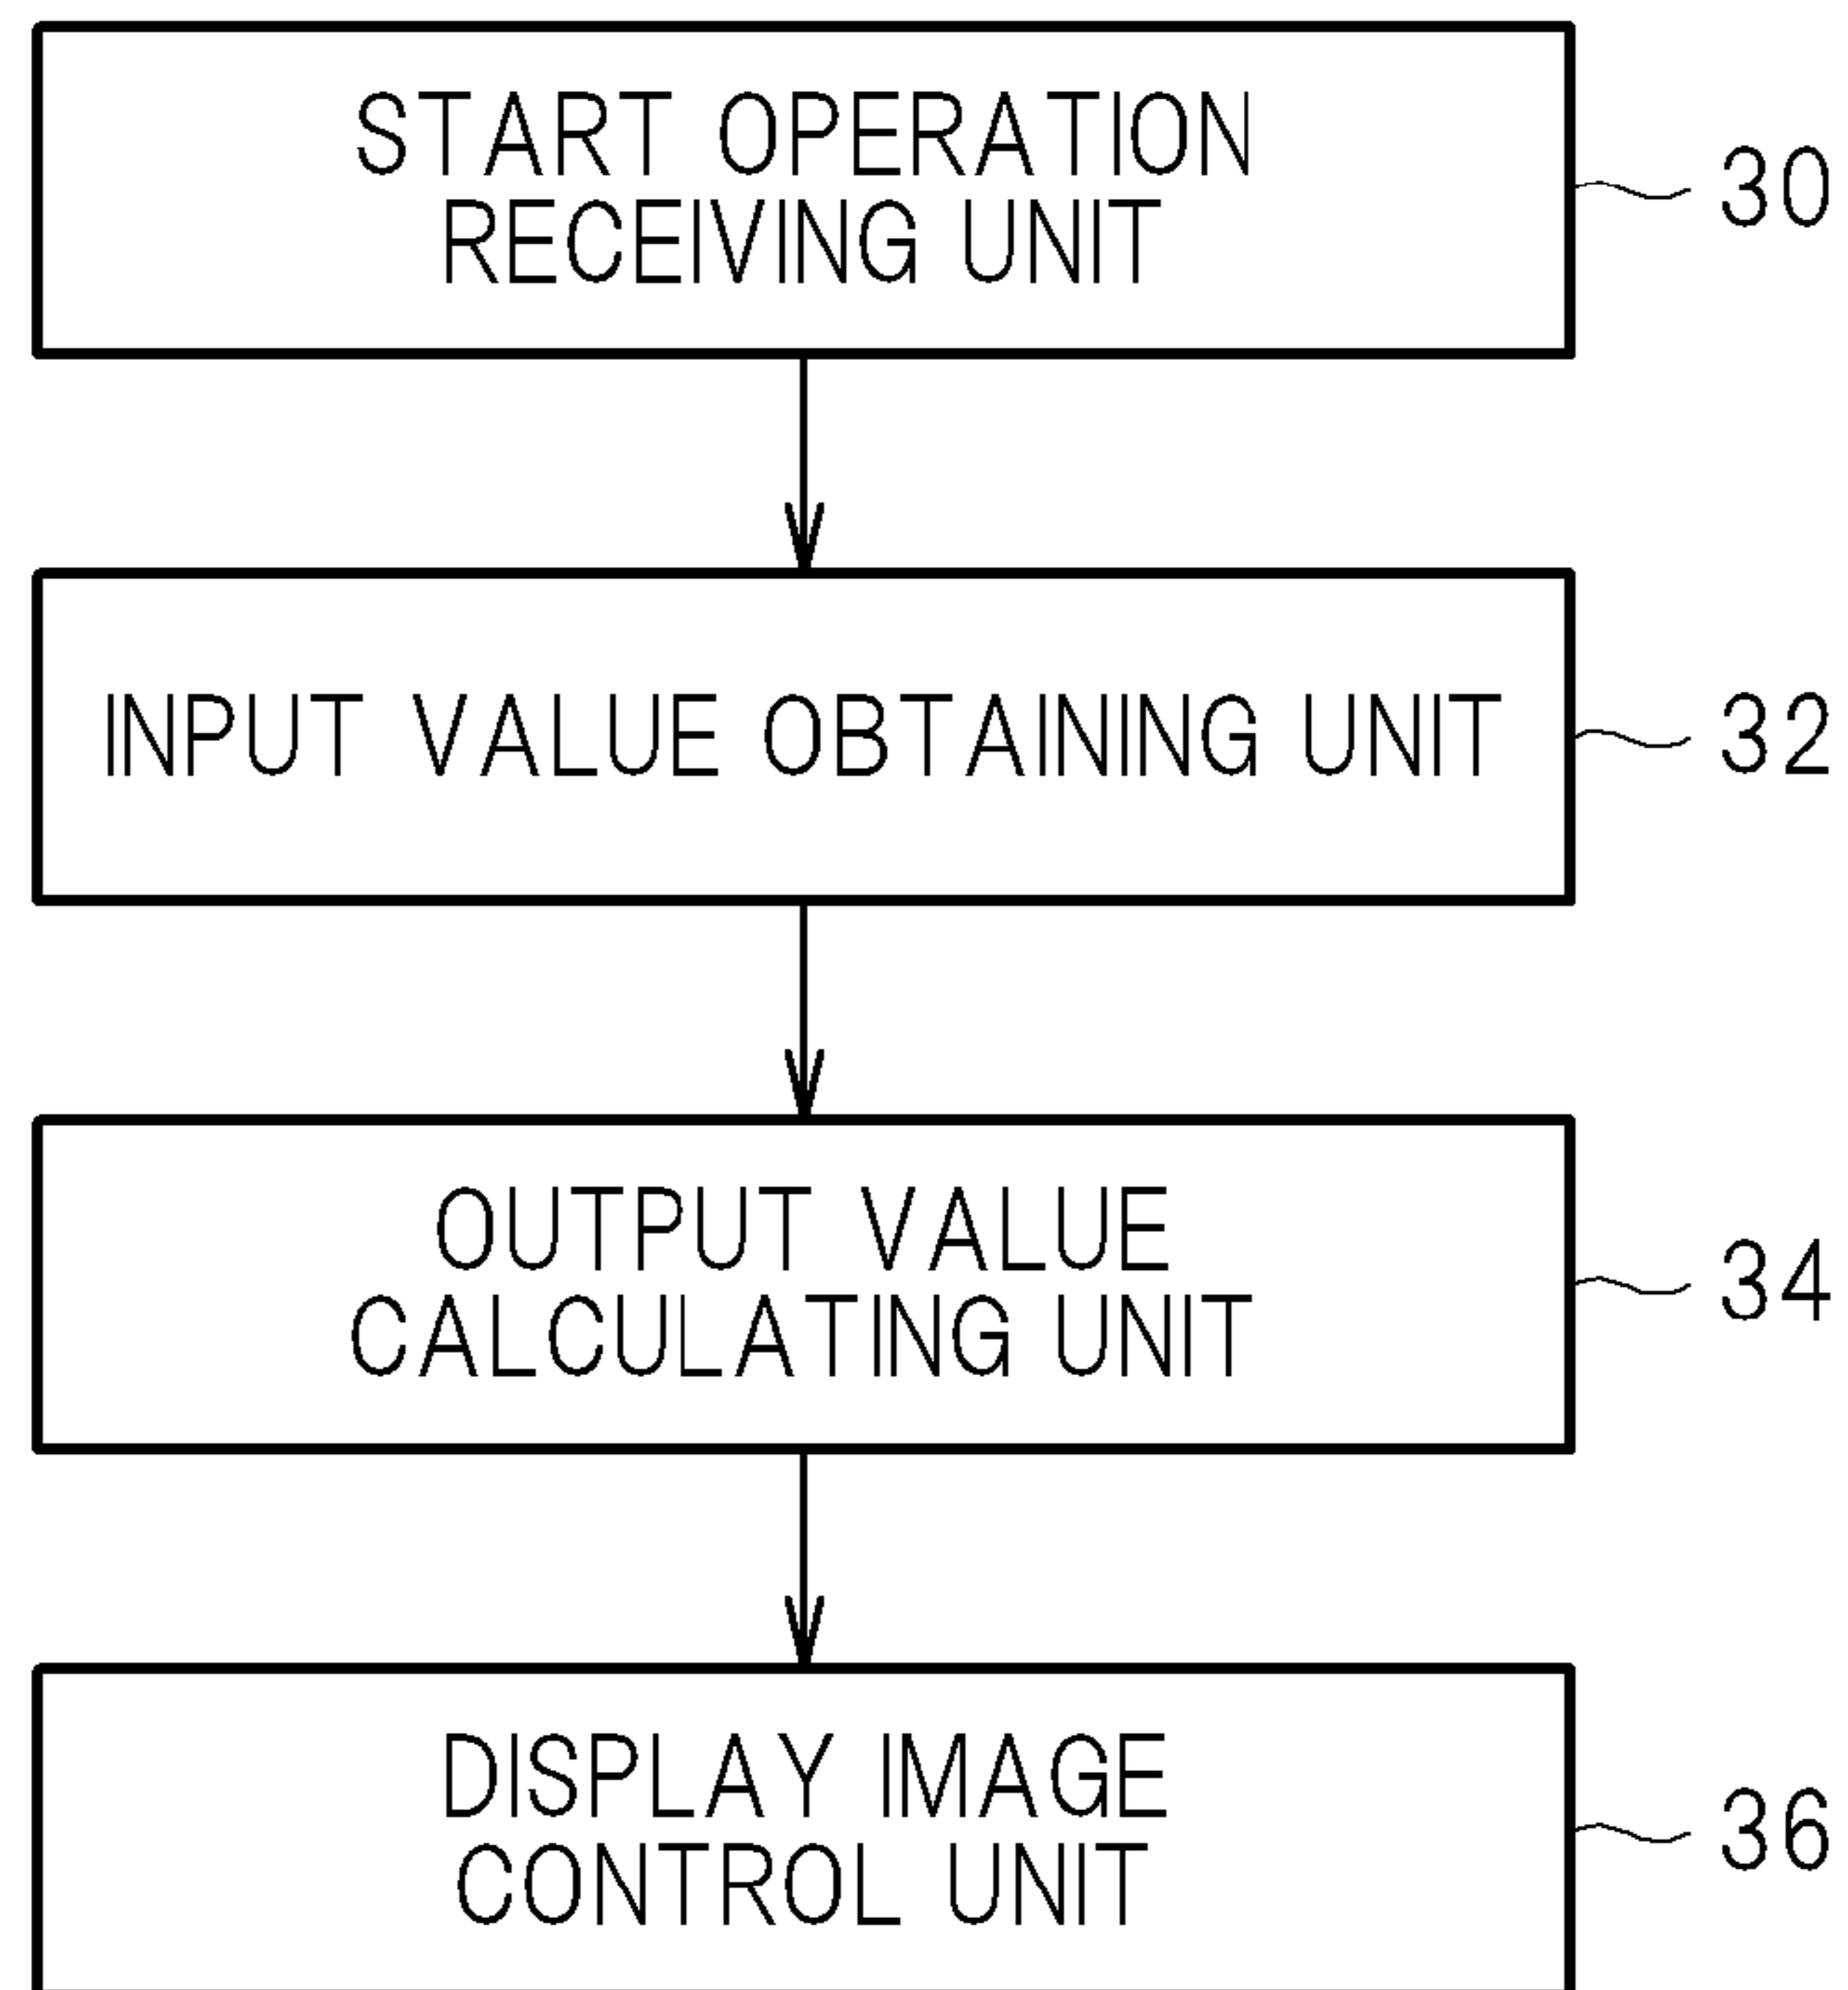 START OPERATION
RECEIVING UNIT
30
INPUT VALUE OBTAINING UNIT
32
OUTPUT VALUE
CALCULATING UNIT
34
DISPLAY IMAGE
CONTROL UNIT
36